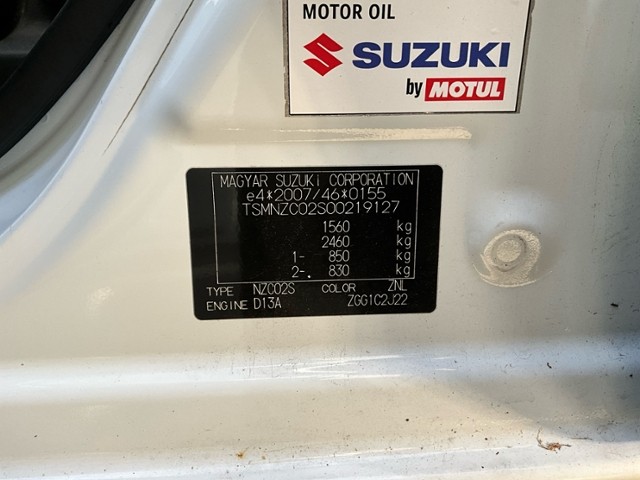 MOTOR OIL
SUZUKI
by MOTUL
MAGYAR SUZUKI CORPORATION
e4*2007/46*0155
TSMNZC02S00219127
1560 kg
2460 kg
1- 850 kg
2- 830 kg
TYPE NZC02S COLOR ZNL
ENGINE D13A ZGG1C2J22